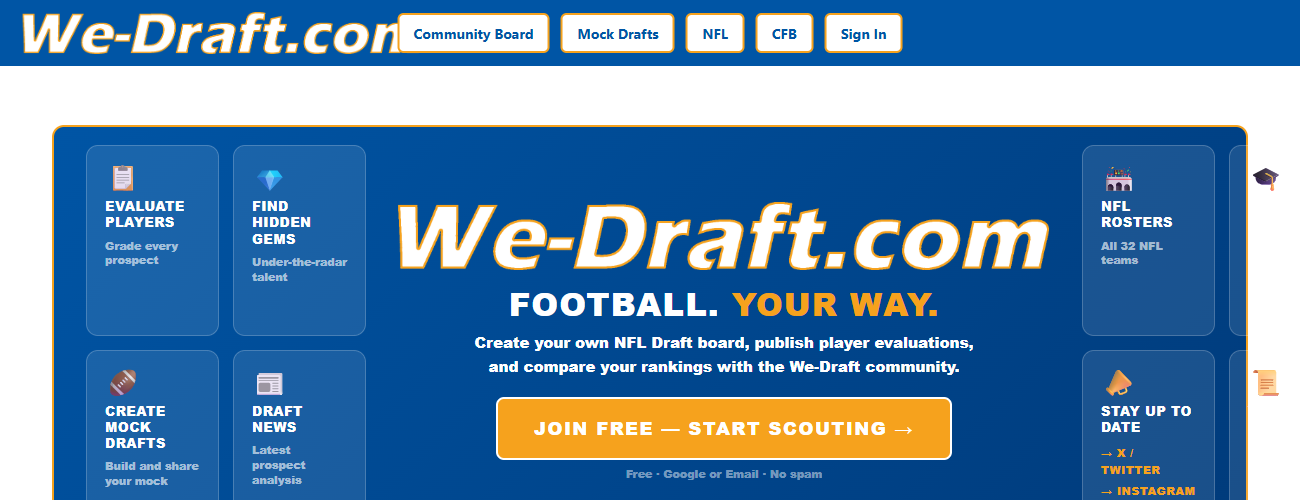 We-Draft.com
Community Board
Mock Drafts
NFL
CFB
Sign In
EVALUATE
PLAYERS
Grade every
prospect
FIND
HIDDEN
GEMS
Under-the-radar
talent
CREATE
MOCK
DRAFTS
Build and share
your mock
DRAFT
NEWS
Latest
prospect
analysis
We-Draft.com
FOOTBALL. YOUR WAY.
Create your own NFL Draft board, publish player evaluations,
and compare your rankings with the We-Draft community.
JOIN FREE — START SCOUTING →
Free · Google or Email · No spam
NFL
ROSTERS
All 32 NFL
teams
STAY UP TO
DATE
→ X /
TWITTER
→ INSTAGRAM